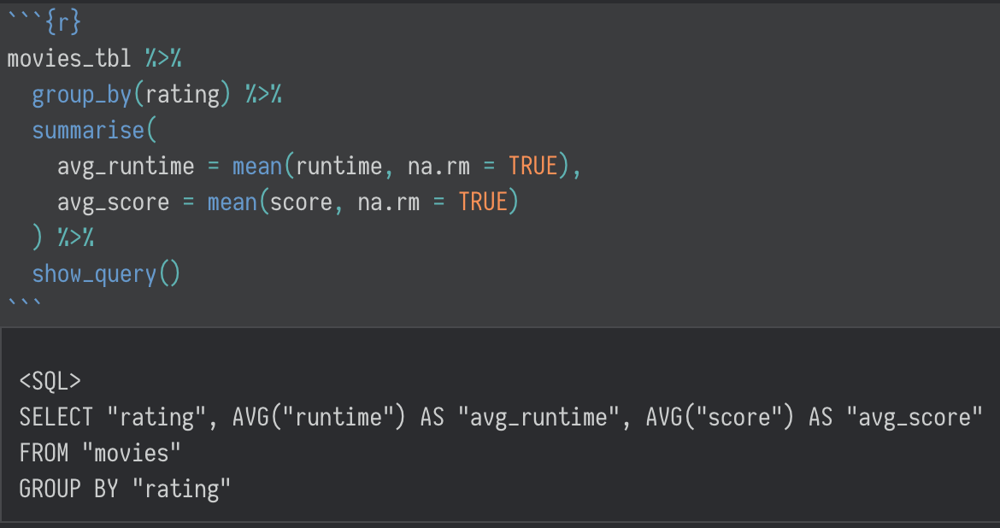 ```{r}
movies_tbl %>%
  group_by(rating) %>%
  summarise(
    avg_runtime = mean(runtime, na.rm = TRUE),
    avg_score = mean(score, na.rm = TRUE)
  ) %>%
  show_query()
```
<SQL>
SELECT "rating", AVG("runtime") AS "avg_runtime", AVG("score") AS "avg_score"
FROM "movies"
GROUP BY "rating"